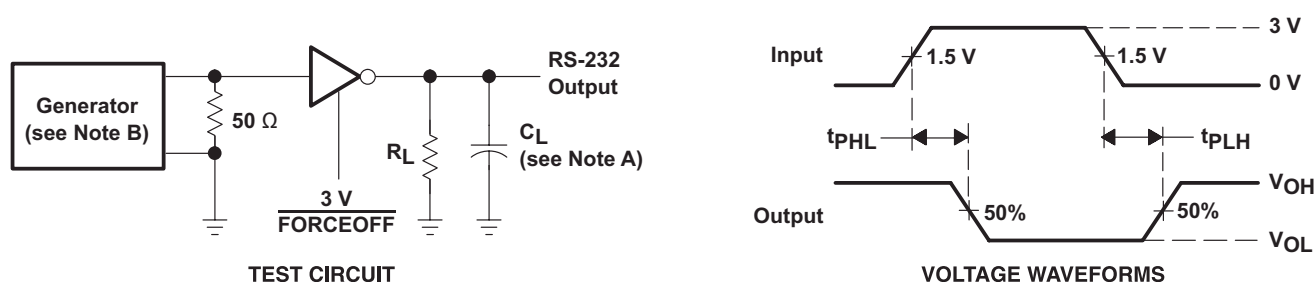 Generator
(see Note B)
50 Ω
3 V
FORCEOFF
RL
CL
(see Note A)
RS-232
Output
TEST CIRCUIT
Input
1.5 V
1.5 V
3 V
0 V
tPHL
tPLH
Output
50%
50%
VOH
VOL
VOLTAGE WAVEFORMS